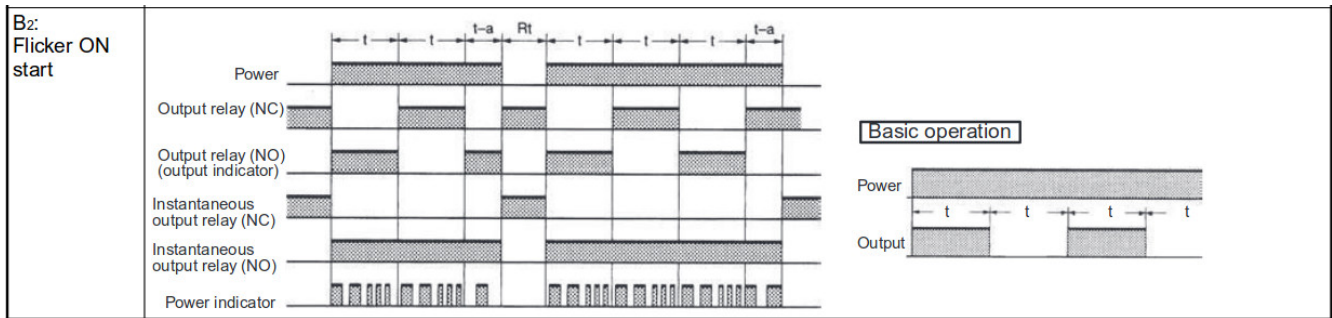 B2:
Flicker ON
start
t t t–a Rt t t t t–a
Power
Output relay (NC)
Output relay (NO)
(output indicator)
Instantaneous
output relay (NC)
Instantaneous
output relay (NO)
Power indicator
Basic operation
Power
t t t t
Output